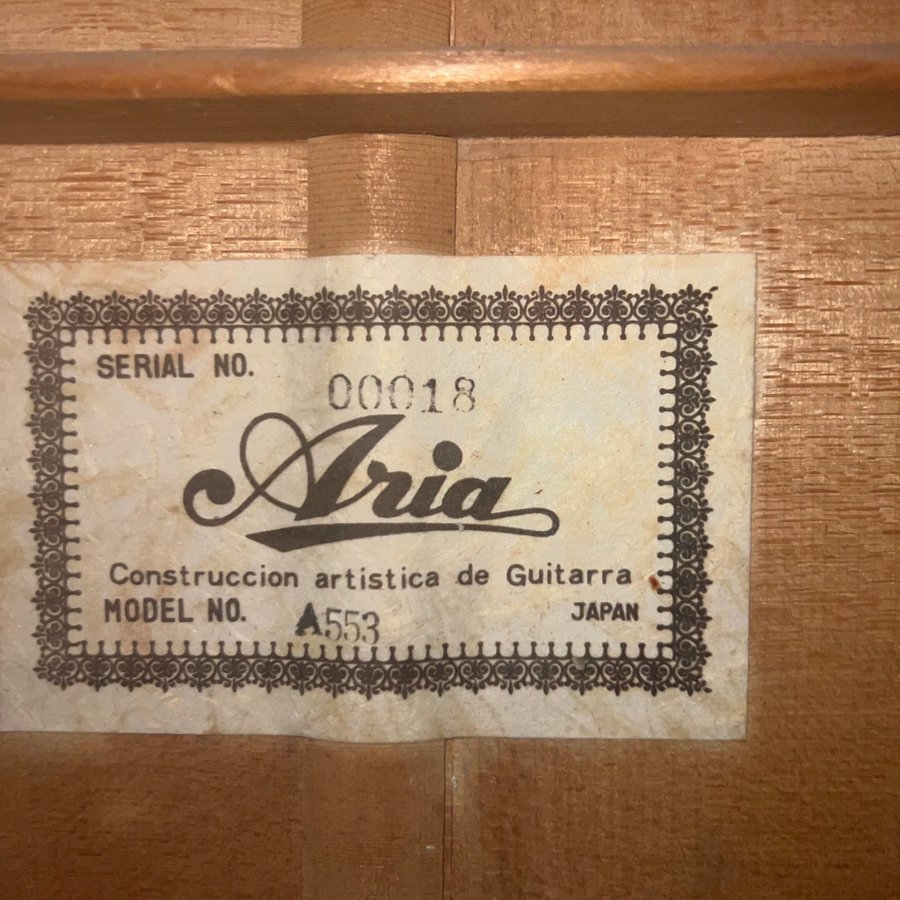 SERIAL NO. 00018
Aria
Construccion artistica de Guitarra
MODEL NO. A553 JAPAN